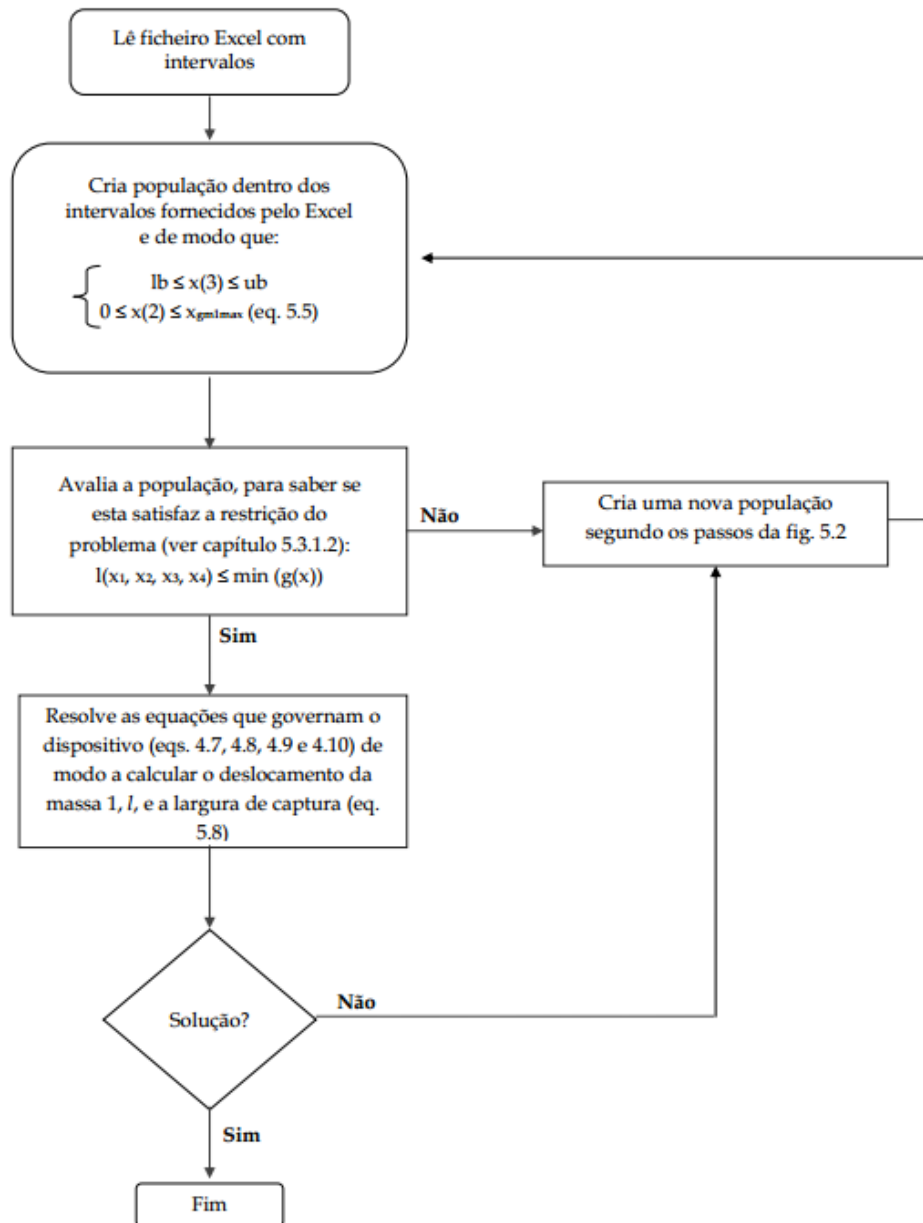 Lê ficheiro Excel com
intervalos
Cria população dentro dos
intervalos fornecidos pelo Excel
e de modo que:
lb ≤ x(3) ≤ ub
0 ≤ x(2) ≤ xgm1max (eq. 5.5)
Avalia a população, para saber se
esta satisfaz a restrição do
problema (ver capítulo 5.3.1.2):
l(x₁, x₂, x₃, x₄) ≤ min (g(x))
Não
Cria uma nova população
segundo os passos da fig. 5.2
Sim
Resolve as equações que governam o
dispositivo (eqs. 4.7, 4.8, 4.9 e 4.10) de
modo a calcular o deslocamento da
massa 1, l, e a largura de captura (eq.
5.8)
Solução?
Não
Sim
Fim